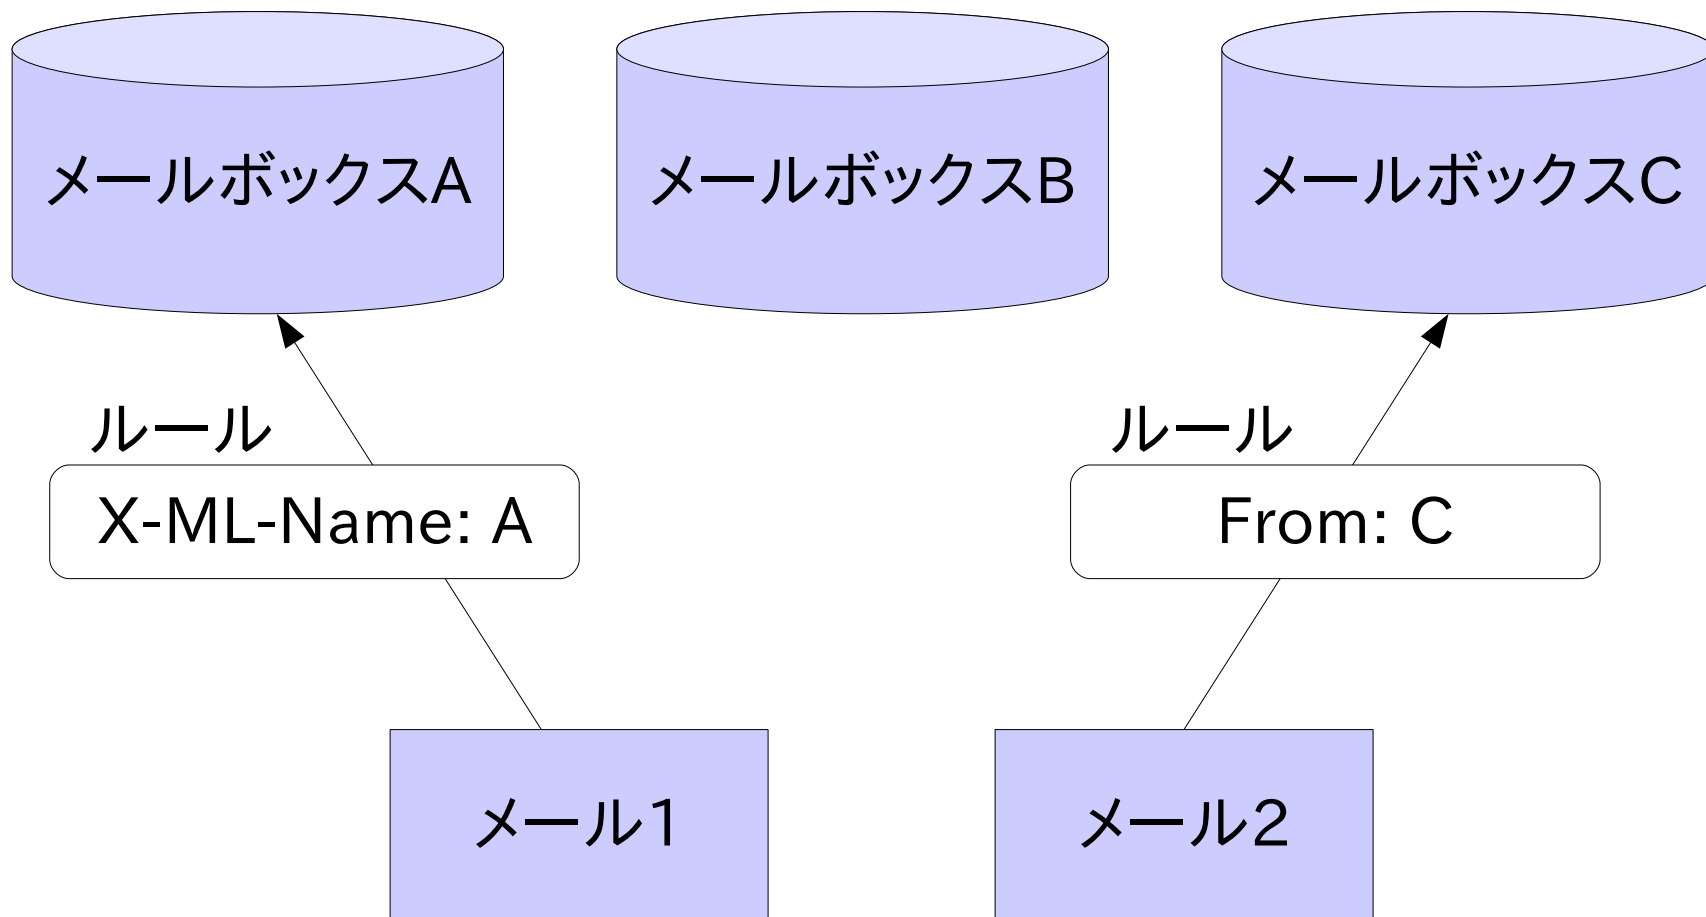 メールボックスA
メールボックスB
メールボックスC
ルール
ルール
X-ML-Name: A
From: C
メール1
メール2